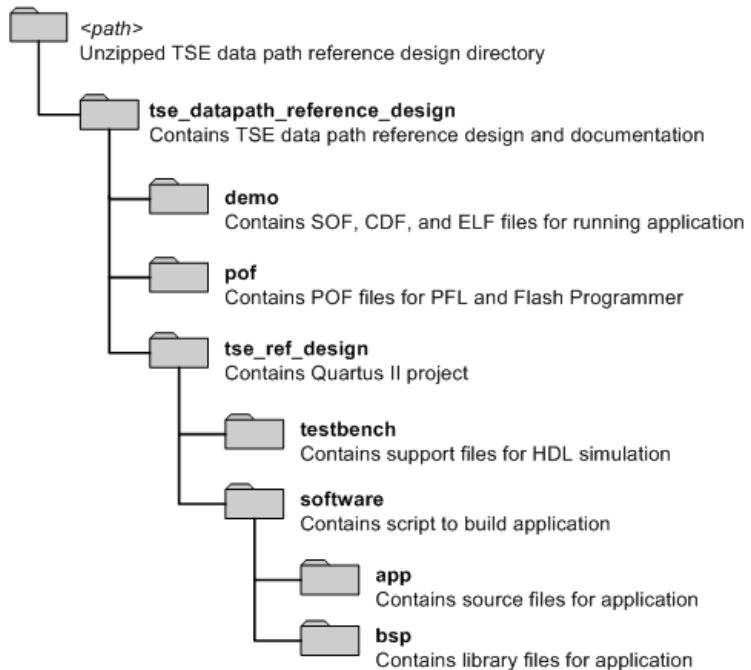 <path>
Unzipped TSE data path reference design directory
tse_datapath_reference_design
Contains TSE data path reference design and documentation
demo
Contains SOF, CDF, and ELF files for running application
pof
Contains POF files for PFL and Flash Programmer
tse_ref_design
Contains Quartus II project
testbench
Contains support files for HDL simulation
software
Contains script to build application
app
Contains source files for application
bsp
Contains library files for application